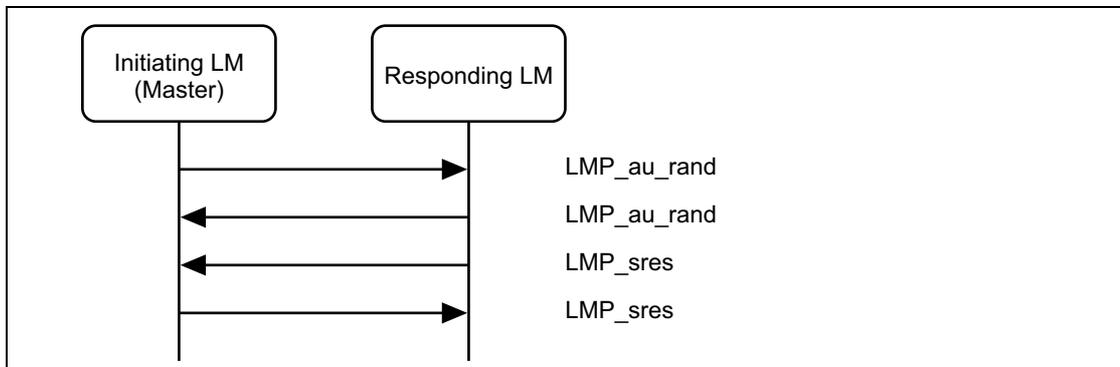 Initiating LM
(Master)
Responding LM
LMP_au_rand
LMP_au_rand
LMP_sres
LMP_sres